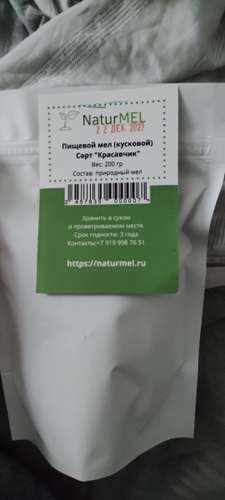 NaturMEL
2 2 ДЕК 2022
Пищевой мел (кусковой)
Сорт "Красавчик"
Вес: 200 гр
Состав: природный мел
Хранить в сухом
и проветриваемом месте
Срок годности: 3 года
Контакты:+7 919 998 76 51
https://naturmel.ru